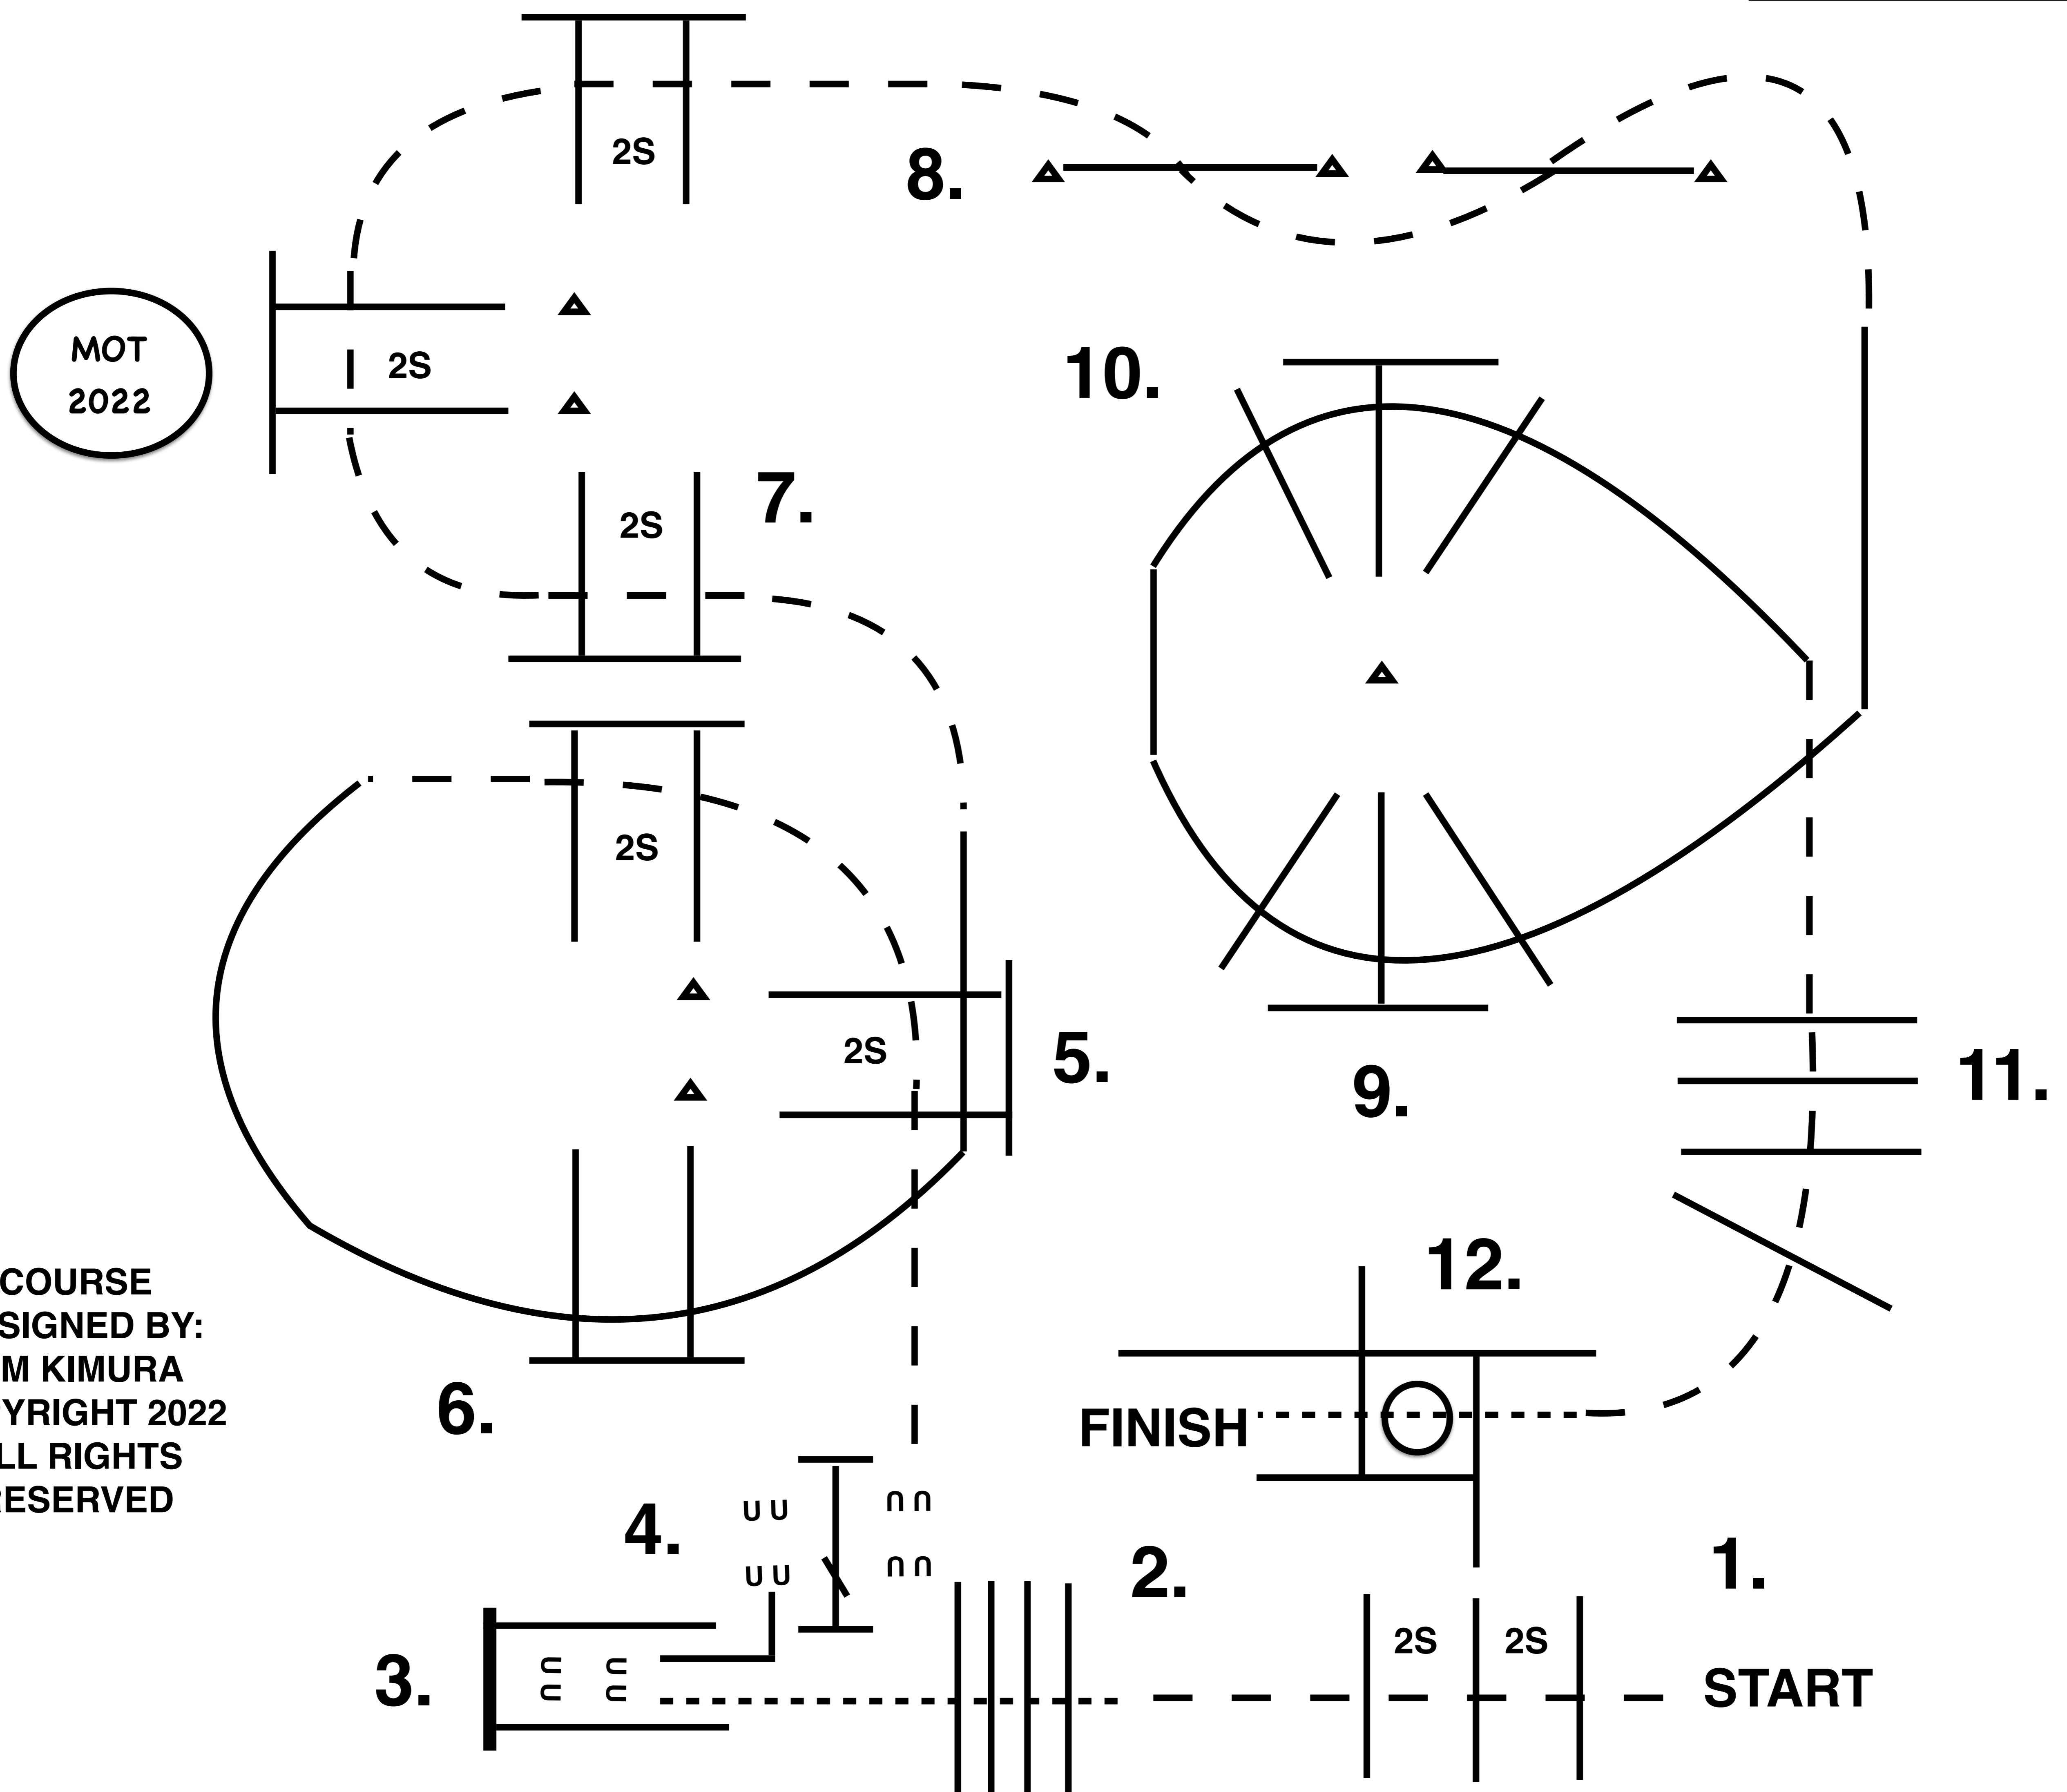 2S
8.
MOT
2022
2S
10.
7.
2S
2S
5.
2S
9.
11.
12.
COURSE
SIGNED BY:
M KIMURA
YRIGHT 2022
LL RIGHTS
ESERVED
6.
FINISH
4.
2.
1.
3.
2S
2S
START